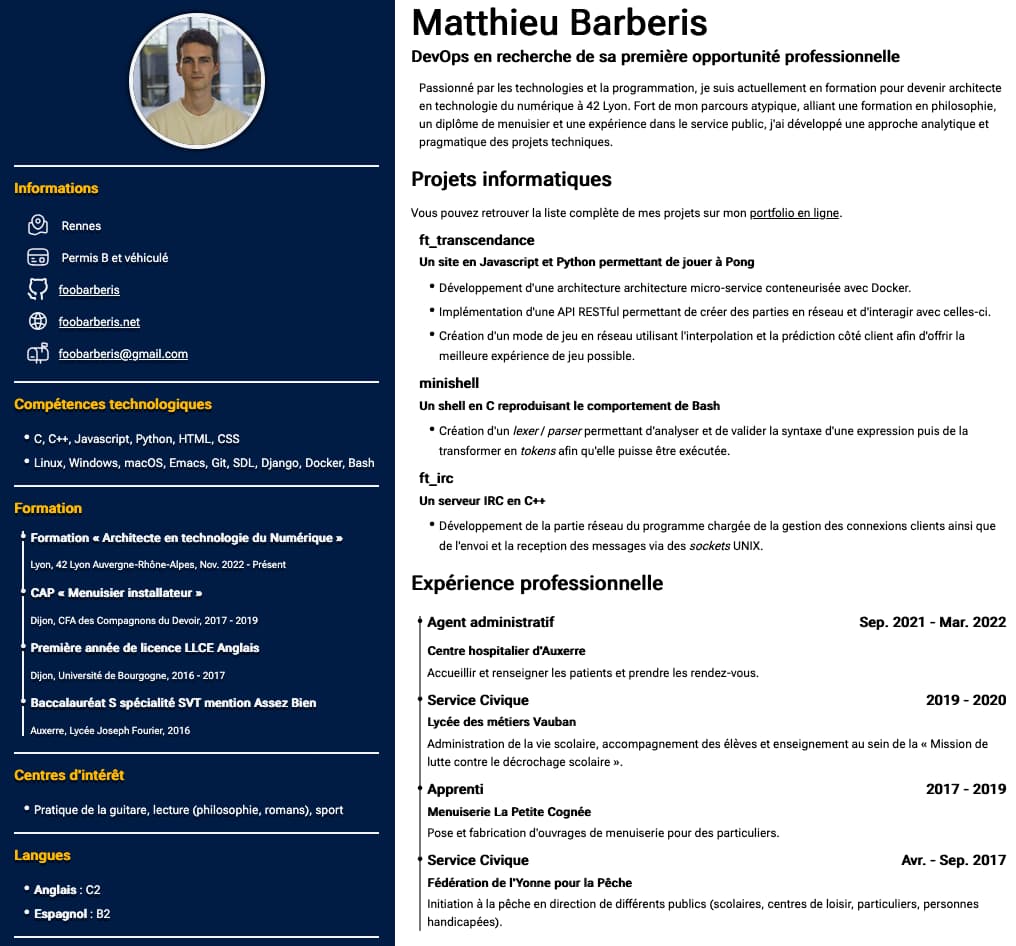 Informations
Rennes
Permis B et véhiculé
foobarberis
foobarberis.net
foobarberis@gmail.com
Compétences technologiques
• C, C++, Javascript, Python, HTML, CSS
• Linux, Windows, macOS, Emacs, Git, SDL, Django, Docker, Bash
Formation
Formation « Architecte en technologie du Numérique »
Lyon, 42 Lyon Auvergne-Rhône-Alpes, Nov. 2022 - Présent
CAP « Menuisier installateur »
Dijon, CFA des Compagnons du Devoir, 2017 - 2019
Première année de licence LLCE Anglais
Dijon, Université de Bourgogne, 2016 - 2017
Baccalauréat S spécialité SVT mention Assez Bien
Auxerre, Lycée Joseph Fourier, 2016
Centres d'intérêt
• Pratique de la guitare, lecture (philosophie, romans), sport
Langues
• Anglais : C2
• Espagnol : B2
Matthieu Barberis
DevOps en recherche de sa première opportunité professionnelle
Passionné par les technologies et la programmation, je suis actuellement en formation pour devenir architecte
en technologie du numérique à 42 Lyon. Fort de mon parcours atypique, alliant une formation en philosophie,
un diplôme de menuisier et une expérience dans le service public, j'ai développé une approche analytique et
pragmatique des projets techniques.
Projets informatiques
Vous pouvez retrouver la liste complète de mes projets sur mon portfolio en ligne.
ft_transcendance
Un site en Javascript et Python permettant de jouer à Pong
• Développement d'une architecture architecture micro-service conteneurisée avec Docker.
• Implémentation d'une API RESTful permettant de créer des parties en réseau et d'interagir avec celles-ci.
• Création d'un mode de jeu en réseau utilisant l'interpolation et la prédiction côté client afin d'offrir la
meilleure expérience de jeu possible.
minishell
Un shell en C reproduisant le comportement de Bash
• Création d'un lexer / parser permettant d'analyser et de valider la syntaxe d'une expression puis de la
transformer en tokens afin qu'elle puisse être exécutée.
ft_irc
Un serveur IRC en C++
• Développement de la partie réseau du programme chargée de la gestion des connexions clients ainsi que
de l'envoi et la reception des messages via des sockets UNIX.
Expérience professionnelle
Agent administratif Sep. 2021 - Mar. 2022
Centre hospitalier d'Auxerre
Accueillir et renseigner les patients et prendre les rendez-vous.
Service Civique 2019 - 2020
Lycée des métiers Vauban
Administration de la vie scolaire, accompagnement des élèves et enseignement au sein de la « Mission de
lutte contre le décrochage scolaire ».
Apprenti 2017 - 2019
Menuiserie La Petite Cognée
Pose et fabrication d'ouvrages de menuiserie pour des particuliers.
Service Civique Avr. - Sep. 2017
Fédération de l'Yonne pour la Pêche
Initiation à la pêche en direction de différents publics (scolaires, centres de loisir, particuliers, personnes
handicapées).